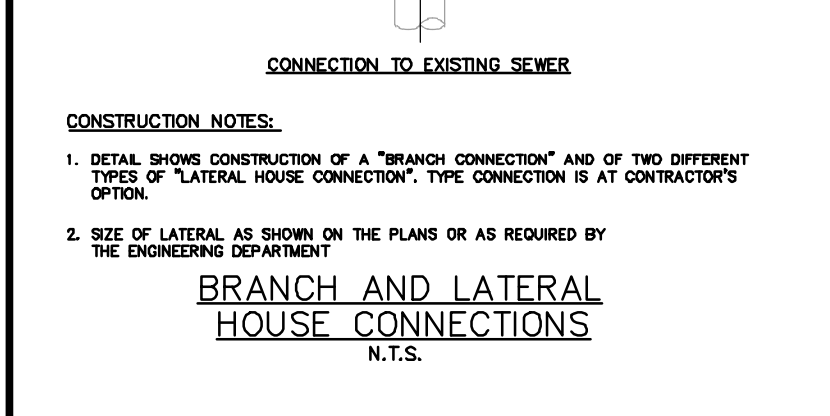 CONNECTION TO EXISTING SEWER
CONSTRUCTION NOTES:
1. DETAIL SHOWS CONSTRUCTION OF A "BRANCH CONNECTION" AND OF TWO DIFFERENT
TYPES OF "LATERAL HOUSE CONNECTION". TYPE CONNECTION IS AT CONTRACTOR'S
OPTION.
2. SIZE OF LATERAL AS SHOWN ON THE PLANS OR AS REQUIRED BY
THE ENGINEERING DEPARTMENT
BRANCH AND LATERAL
HOUSE CONNECTIONS
N.T.S.